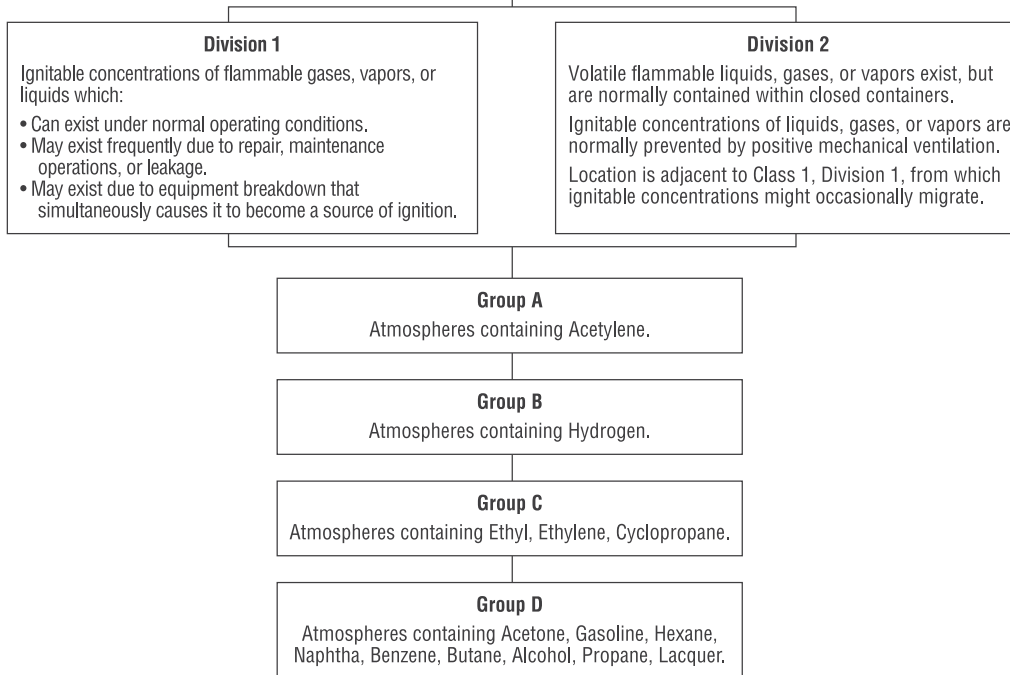 Division 1
Ignitable concentrations of flammable gases, vapors, or
liquids which:
• Can exist under normal operating conditions.
• May exist frequently due to repair, maintenance
operations, or leakage.
• May exist due to equipment breakdown that
simultaneously causes it to become a source of ignition.
Division 2
Volatile flammable liquids, gases, or vapors exist, but
are normally contained within closed containers.
Ignitable concentrations of liquids, gases, or vapors are
normally prevented by positive mechanical ventilation.
Location is adjacent to Class 1, Division 1, from which
ignitable concentrations might occasionally migrate.
Group A
Atmospheres containing Acetylene.
Group B
Atmospheres containing Hydrogen.
Group C
Atmospheres containing Ethyl, Ethylene, Cyclopropane.
Group D
Atmospheres containing Acetone, Gasoline, Hexane,
Naphtha, Benzene, Butane, Alcohol, Propane, Lacquer.